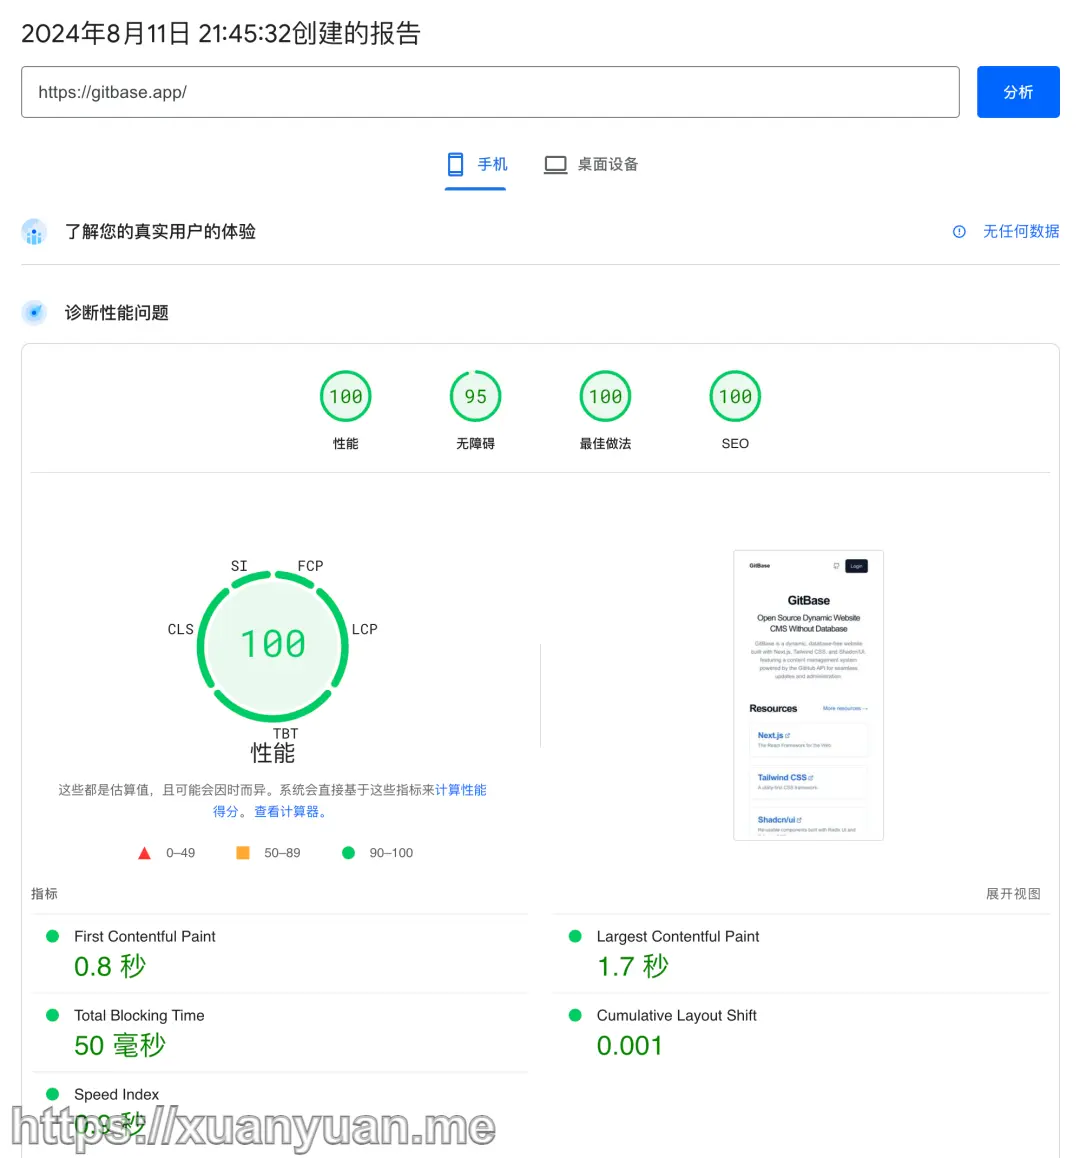 2024年8月11日 21:45:32创建的报告
https://gitbase.app/
分析
手机
桌面设备
了解您的真实用户的体验
无任何数据
诊断性能问题
100
95
100
100
性能
无障碍
最佳做法
SEO
SI
FCP
CLS
LCP
100
TBT
性能
这些都是估算值，且可能会因时而异。系统会直接基于这些指标来计算性能
得分。查看计算器。
0–49
50–89
90–100
GitBase
Login
GitBase
Open Source Dynamic Website
CMS Without Database
GitBase is a dynamic, database-free website
built with Next.js, Tailwind CSS, and Shadcn/UI,
featuring a content management system
powered by the GitHub API for seamless
updates and administration.
Resources
More resources →
Next.js
The React Framework for the Web
Tailwind CSS
A utility-first CSS framework
Shadcn/ui
Re-usable components built with Radix UI and
指标
展开视图
First Contentful Paint
0.8 秒
Largest Contentful Paint
1.7 秒
Total Blocking Time
50 毫秒
Cumulative Layout Shift
0.001
Speed Index
0.9 秒
https://xuanyuan.me